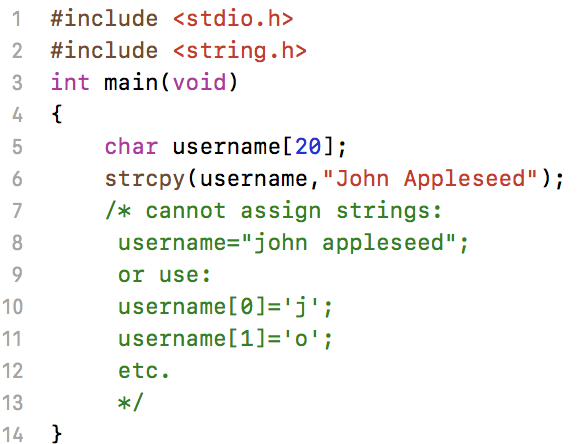 1 #include <stdio.h>
2 #include <string.h>
3 int main(void)
4 {
5     char username[20];
6     strcpy(username,"John Appleseed");
7     /* cannot assign strings:
8      username="john appleseed";
9      or use:
10      username[0]='j';
11      username[1]='o';
12      etc.
13      */
14 }